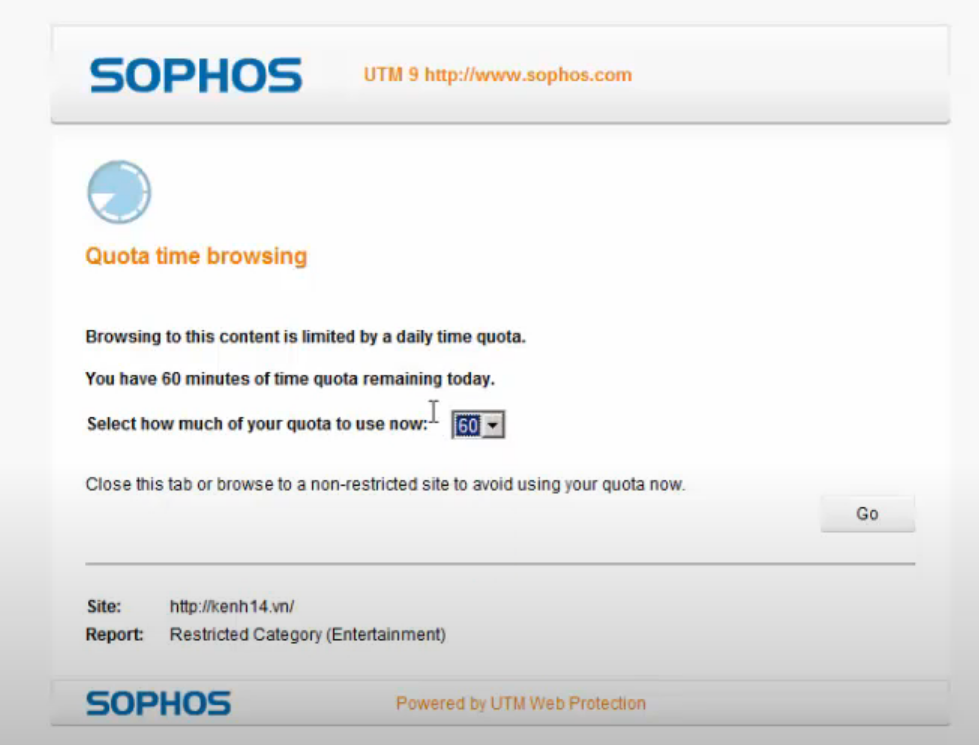 SOPHOS UTM 9 http://www.sophos.com
Quota time browsing
Browsing to this content is limited by a daily time quota.
You have 60 minutes of time quota remaining today.
Select how much of your quota to use now: 60
Close this tab or browse to a non-restricted site to avoid using your quota now.
Go
Site: http://kenh14.vn/
Report: Restricted Category (Entertainment)
SOPHOS Powered by UTM Web Protection